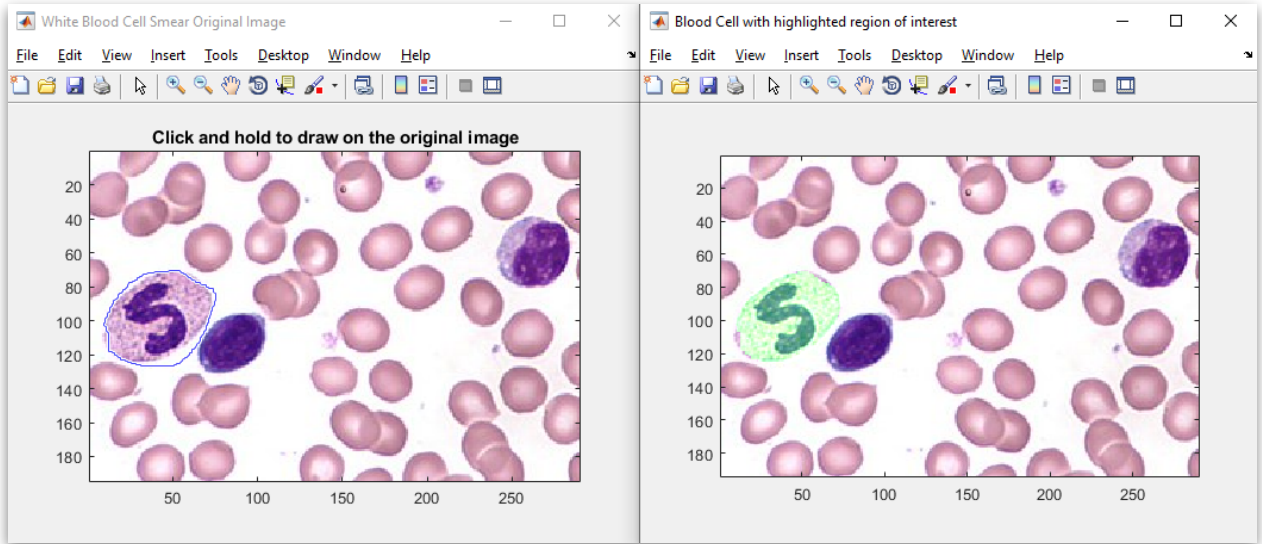 White Blood Cell Smear Original Image
File Edit View Insert Tools Desktop Window Help
Click and hold to draw on the original image
20
40
60
80
100
120
140
160
180
50 100 150 200 250
Blood Cell with highlighted region of interest
File Edit View Insert Tools Desktop Window Help
20
40
60
80
100
120
140
160
180
50 100 150 200 250